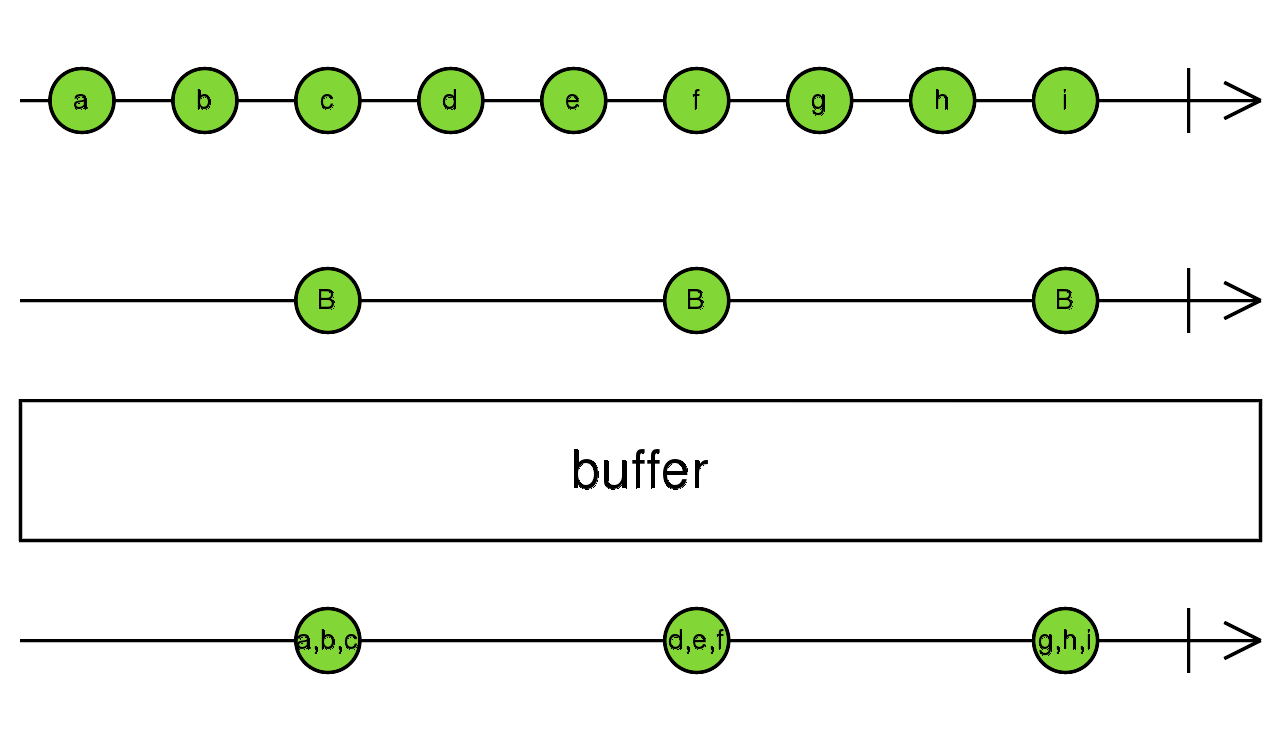 a b c d e f g h i
B B B
buffer
a,b,c d,e,f g,h,i